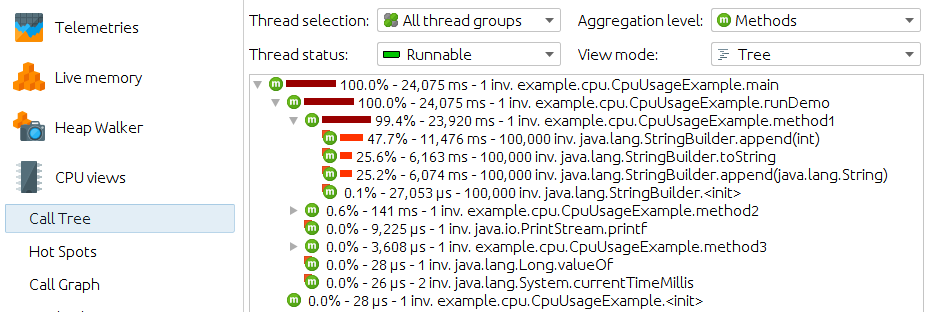 Telemetries
Live memory
Heap Walker
CPU views
Call Tree
Hot Spots
Call Graph
Thread selection: All thread groups Aggregation level: Methods
Thread status: Runnable View mode: Tree
100.0% - 24,075 ms - 1 inv. example.cpu.CpuUsageExample.main
100.0% - 24,075 ms - 1 inv. example.cpu.CpuUsageExample.runDemo
99.4% - 23,920 ms - 1 inv. example.cpu.CpuUsageExample.method1
47.7% - 11,476 ms - 100,000 inv. java.lang.StringBuilder.append(int)
25.6% - 6,163 ms - 100,000 inv. java.lang.StringBuilder.toString
25.2% - 6,074 ms - 100,000 inv. java.lang.StringBuilder.append(java.lang.String)
0.1% - 27,053 µs - 100,000 inv. java.lang.StringBuilder.<init>
0.6% - 141 ms - 1 inv. example.cpu.CpuUsageExample.method2
0.0% - 9,225 µs - 1 inv. java.io.PrintStream.printf
0.0% - 3,608 µs - 1 inv. example.cpu.CpuUsageExample.method3
0.0% - 28 µs - 1 inv. java.lang.Long.valueOf
0.0% - 26 µs - 2 inv. java.lang.System.currentTimeMillis
0.0% - 28 µs - 1 inv. example.cpu.CpuUsageExample.<init>